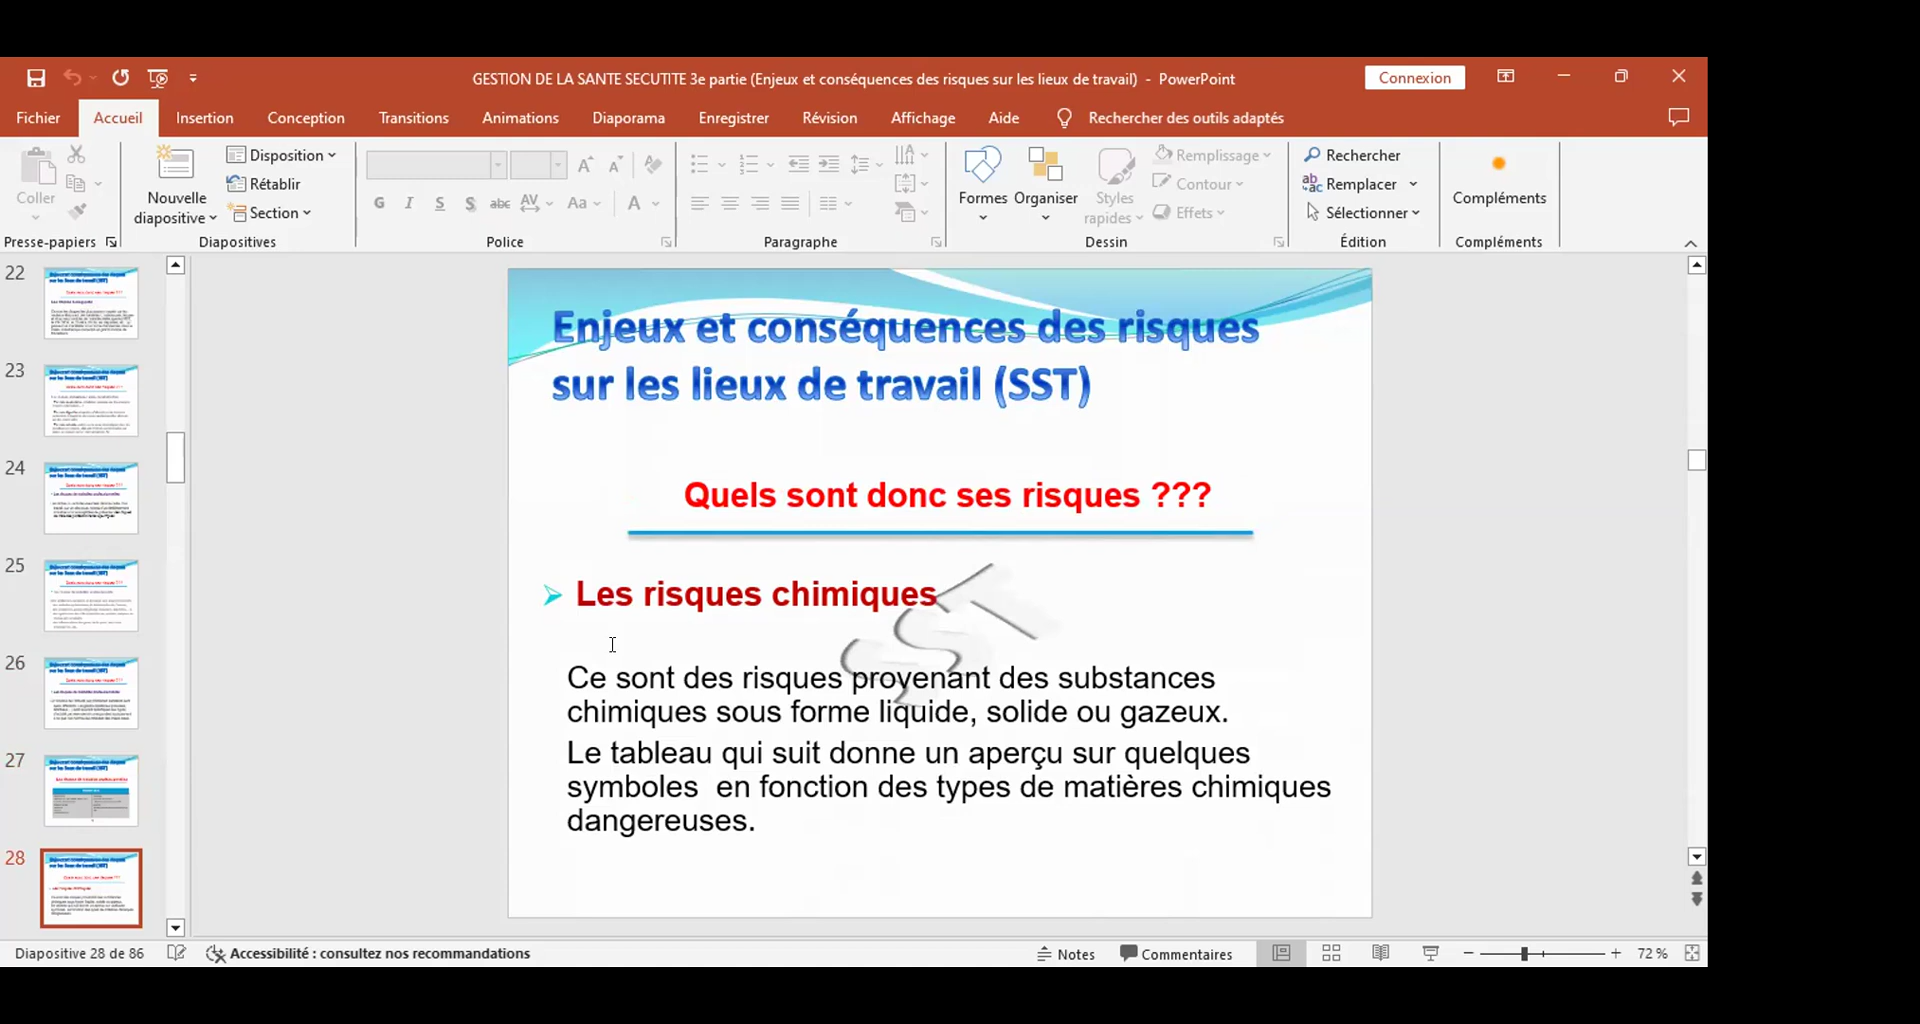 GESTION DE LA SANTE SECUTITE 3e partie (Enjeux et conséquences des risques sur les lieux de travail) - PowerPoint
Connexion
Fichier Accueil Insertion Conception Transitions Animations Diaporama Enregistrer Révision Affichage Aide Rechercher des outils adaptés
Coller
Nouvelle diapositive
Disposition
Rétablir
Section
G I S S abc AV Aa A
Formes
Organiser
Styles rapides
Remplissage
Contour
Effets
Rechercher
Remplacer
Sélectionner
Compléments
Presse-papiers Diapositives Police Paragraphe Dessin Édition Compléments
22
23
24
25
26
27
28
Enjeux et conséquences des risques
sur les lieux de travail (SST)
Quels sont donc ses risques ???
Les risques chimiques
SST
Ce sont des risques provenant des substances
chimiques sous forme liquide, solide ou gazeux.
Le tableau qui suit donne un aperçu sur quelques
symboles en fonction des types de matières chimiques
dangereuses.
Diapositive 28 de 86 Accessibilité : consultez nos recommandations Notes Commentaires 72 %